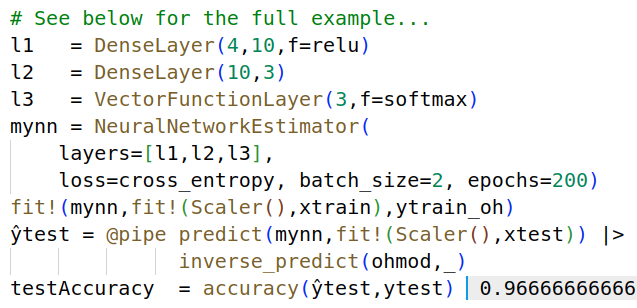 # See below for the full example...
l1   = DenseLayer(4,10,f=relu)
l2   = DenseLayer(10,3)
l3   = VectorFunctionLayer(3,f=softmax)
mynn = NeuralNetworkEstimator(
    layers=[l1,l2,l3],
    loss=cross_entropy, batch_size=2, epochs=200)
fit!(mynn,fit!(Scaler(),xtrain),ytrain_oh)
ŷtest = @pipe predict(mynn,fit!(Scaler(),xtest)) |>
              inverse_predict(ohmod,_)
testAccuracy  = accuracy(ŷtest,ytest) 0.96666666666